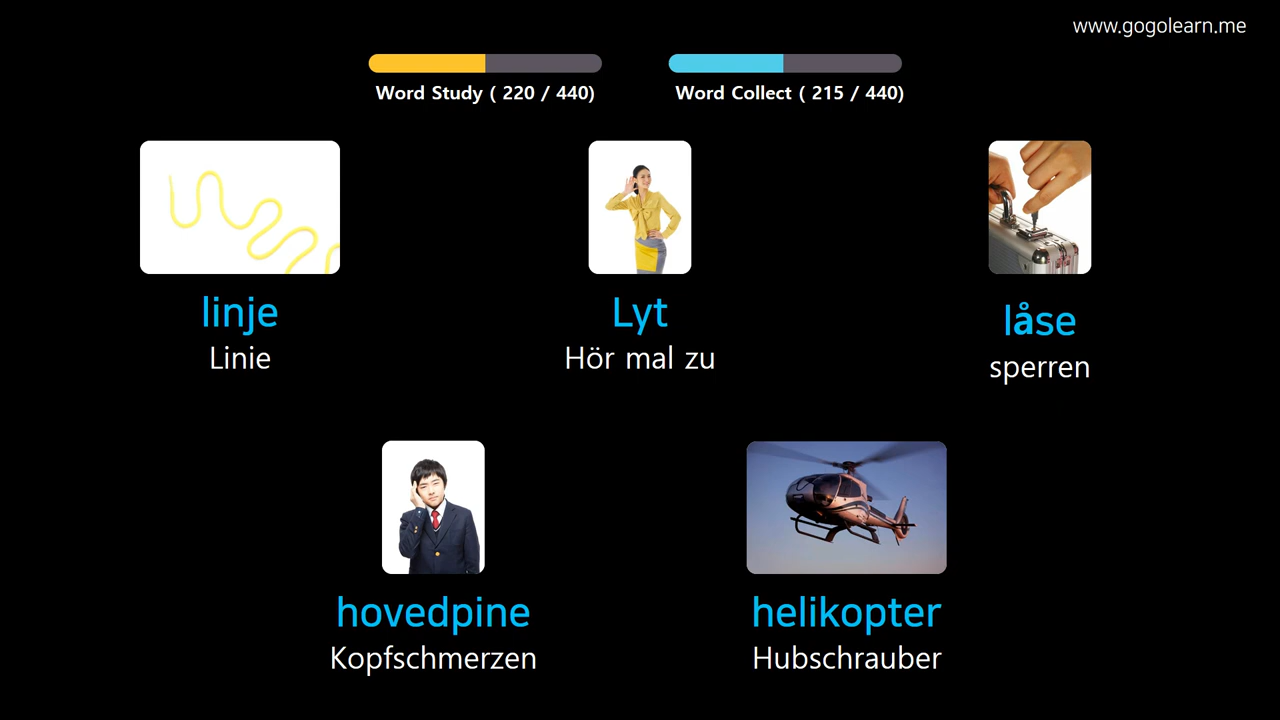 www.gogolearn.me
Word Study ( 220 / 440)
Word Collect ( 215 / 440)
linje
Linie
Lyt
Hör mal zu
låse
sperren
hovedpine
Kopfschmerzen
helikopter
Hubschrauber